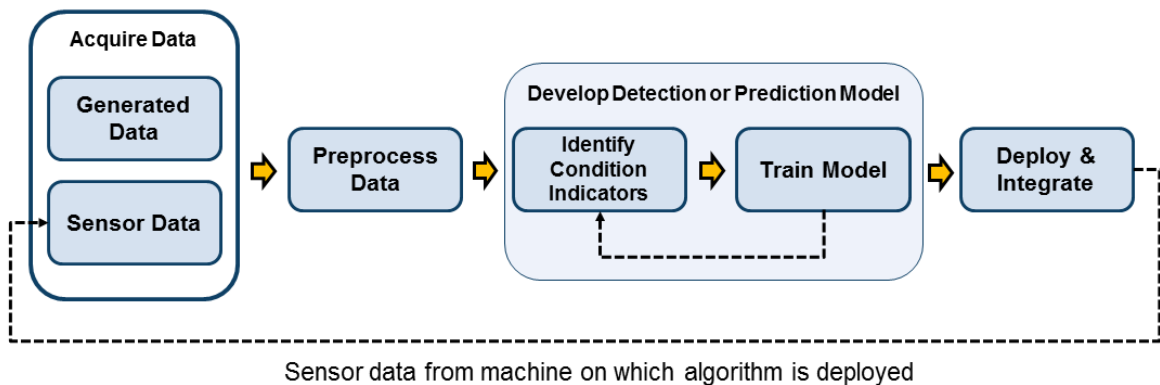 Acquire Data
Generated
Data
Sensor Data
Preprocess
Data
Develop Detection or Prediction Model
Identify
Condition
Indicators
Train Model
Deploy &
Integrate
Sensor data from machine on which algorithm is deployed